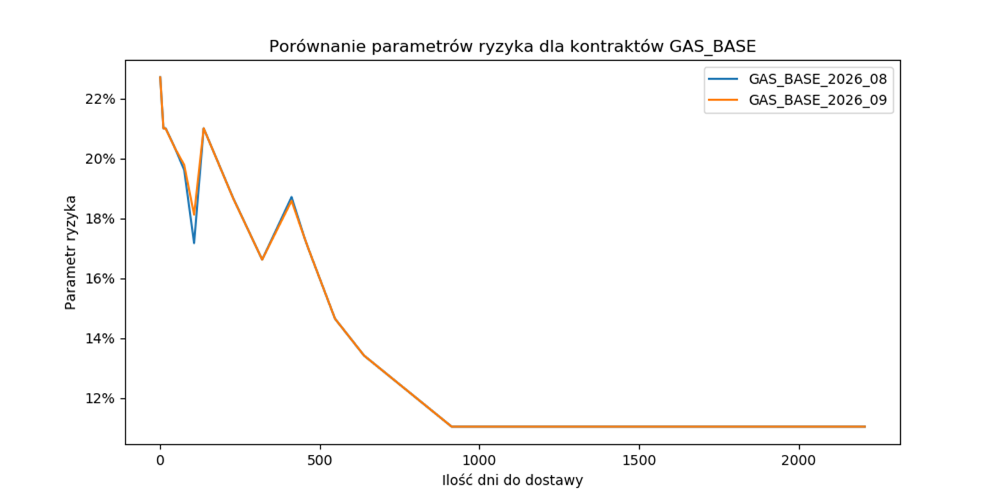 Porównanie parametrów ryzyka dla kontraktów GAS_BASE
GAS_BASE_2026_08
GAS_BASE_2026_09
22%
20%
18%
16%
14%
12%
Parametr ryzyka
0 500 1000 1500 2000
Ilość dni do dostawy